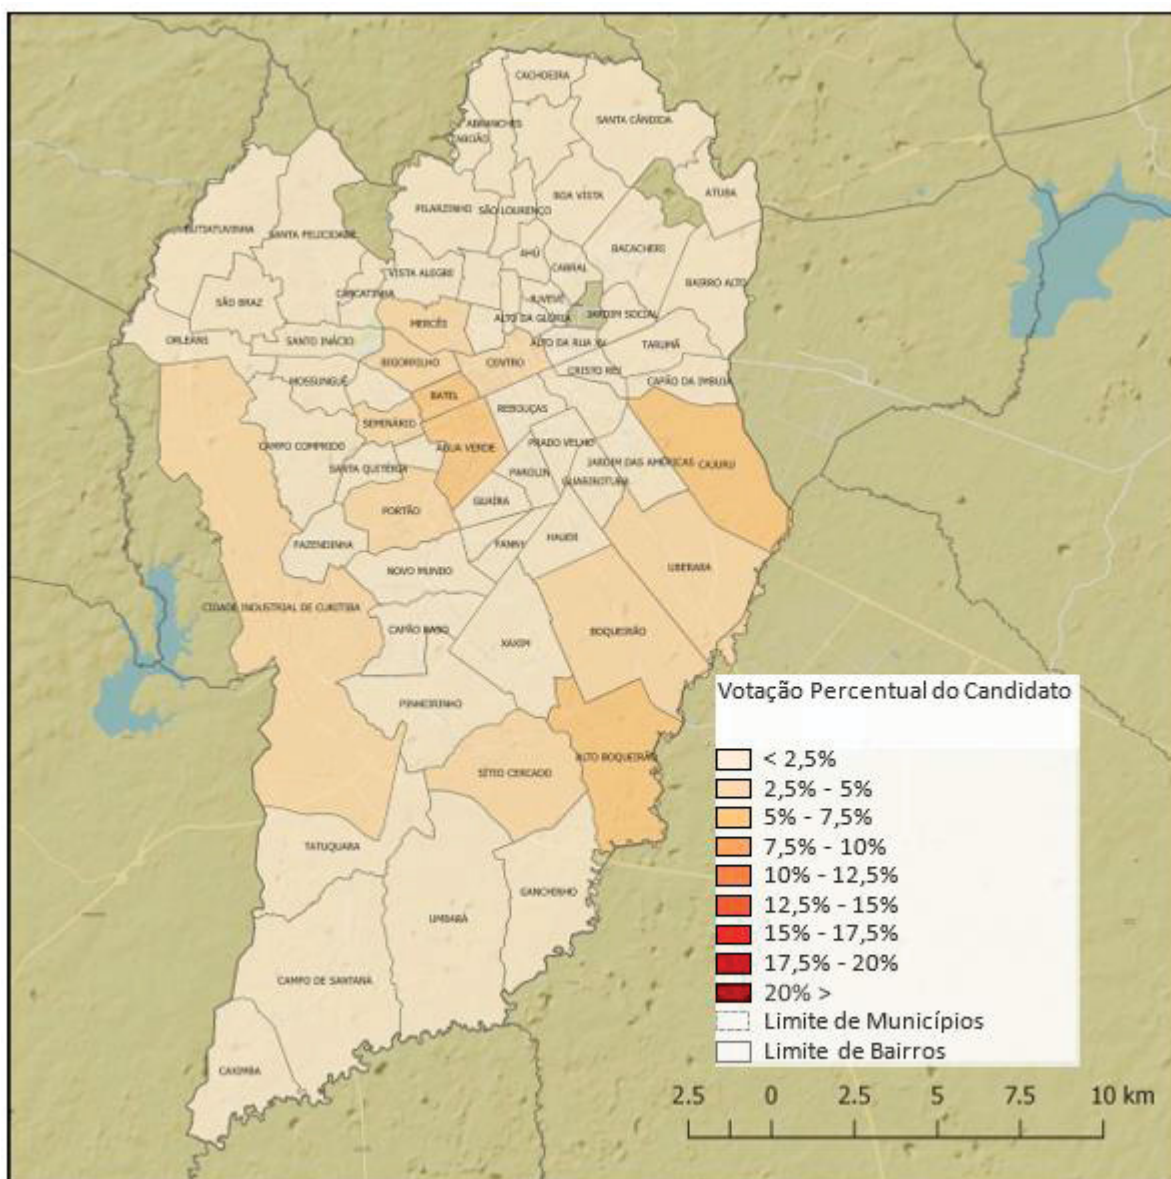 CACHOEIRA
ABRANCHES
SANTA CÂNDIDA
TABOÃO
ATUBA
BOA VISTA
PILARZINHO
SÃO LOURENÇO
BUTIATUVINHA
SANTA FELICIDADE
BACACHERI
AHÚ
CABRAL
VISTA ALEGRE
BAIRRO ALTO
CASCATINHA
SÃO BRAZ
JUVEVÊ
ALTO DA GLÓRIA
JARDIM SOCIAL
MERCÊS
ORLEANS
SANTO INÁCIO
ALTO DA RUA XV
TARUMÃ
BIGORRILHO
CENTRO
CRISTO REI
MOSSUNGUÊ
CAPÃO DA IMBUIA
BATEL
REBOUÇAS
SEMINÁRIO
CAMPO COMPRIDO
ÁGUA VERDE
PRADO VELHO
JARDIM DAS AMÉRICAS
CAJURU
SANTA QUITÉRIA
PAROLIN
GUABIROTUBA
GUAÍRA
PORTÃO
FAZENDINHA
FANNY
HAUER
NOVO MUNDO
UBERABA
CIDADE INDUSTRIAL DE CURITIBA
CAPÃO RASO
XAXIM
BOQUEIRÃO
PINHEIRINHO
SÍTIO CERCADO
ALTO BOQUEIRÃO
TATUQUARA
GANCHINHO
UMBARÁ
CAMPO DE SANTANA
CAXIMBA
Votação Percentual do Candidato
< 2,5%
2,5% - 5%
5% - 7,5%
7,5% - 10%
10% - 12,5%
12,5% - 15%
15% - 17,5%
17,5% - 20%
20% >
Limite de Municípios
Limite de Bairros
2.5 0 2.5 5 7.5 10 km